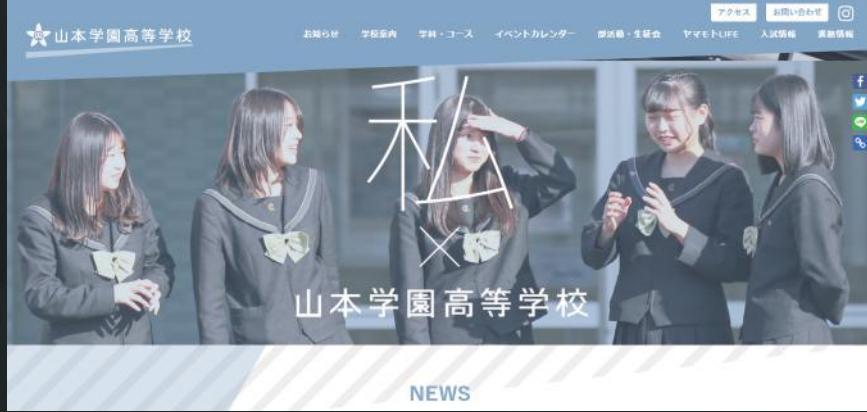 アクセス
お問い合わせ
山本学園高等学校
お知らせ
学校案内
学科・コース
イベントカレンダー
部活動・生徒会
ヤマモトLIFE
入試情報
進路情報
私
×
山本学園高等学校
NEWS